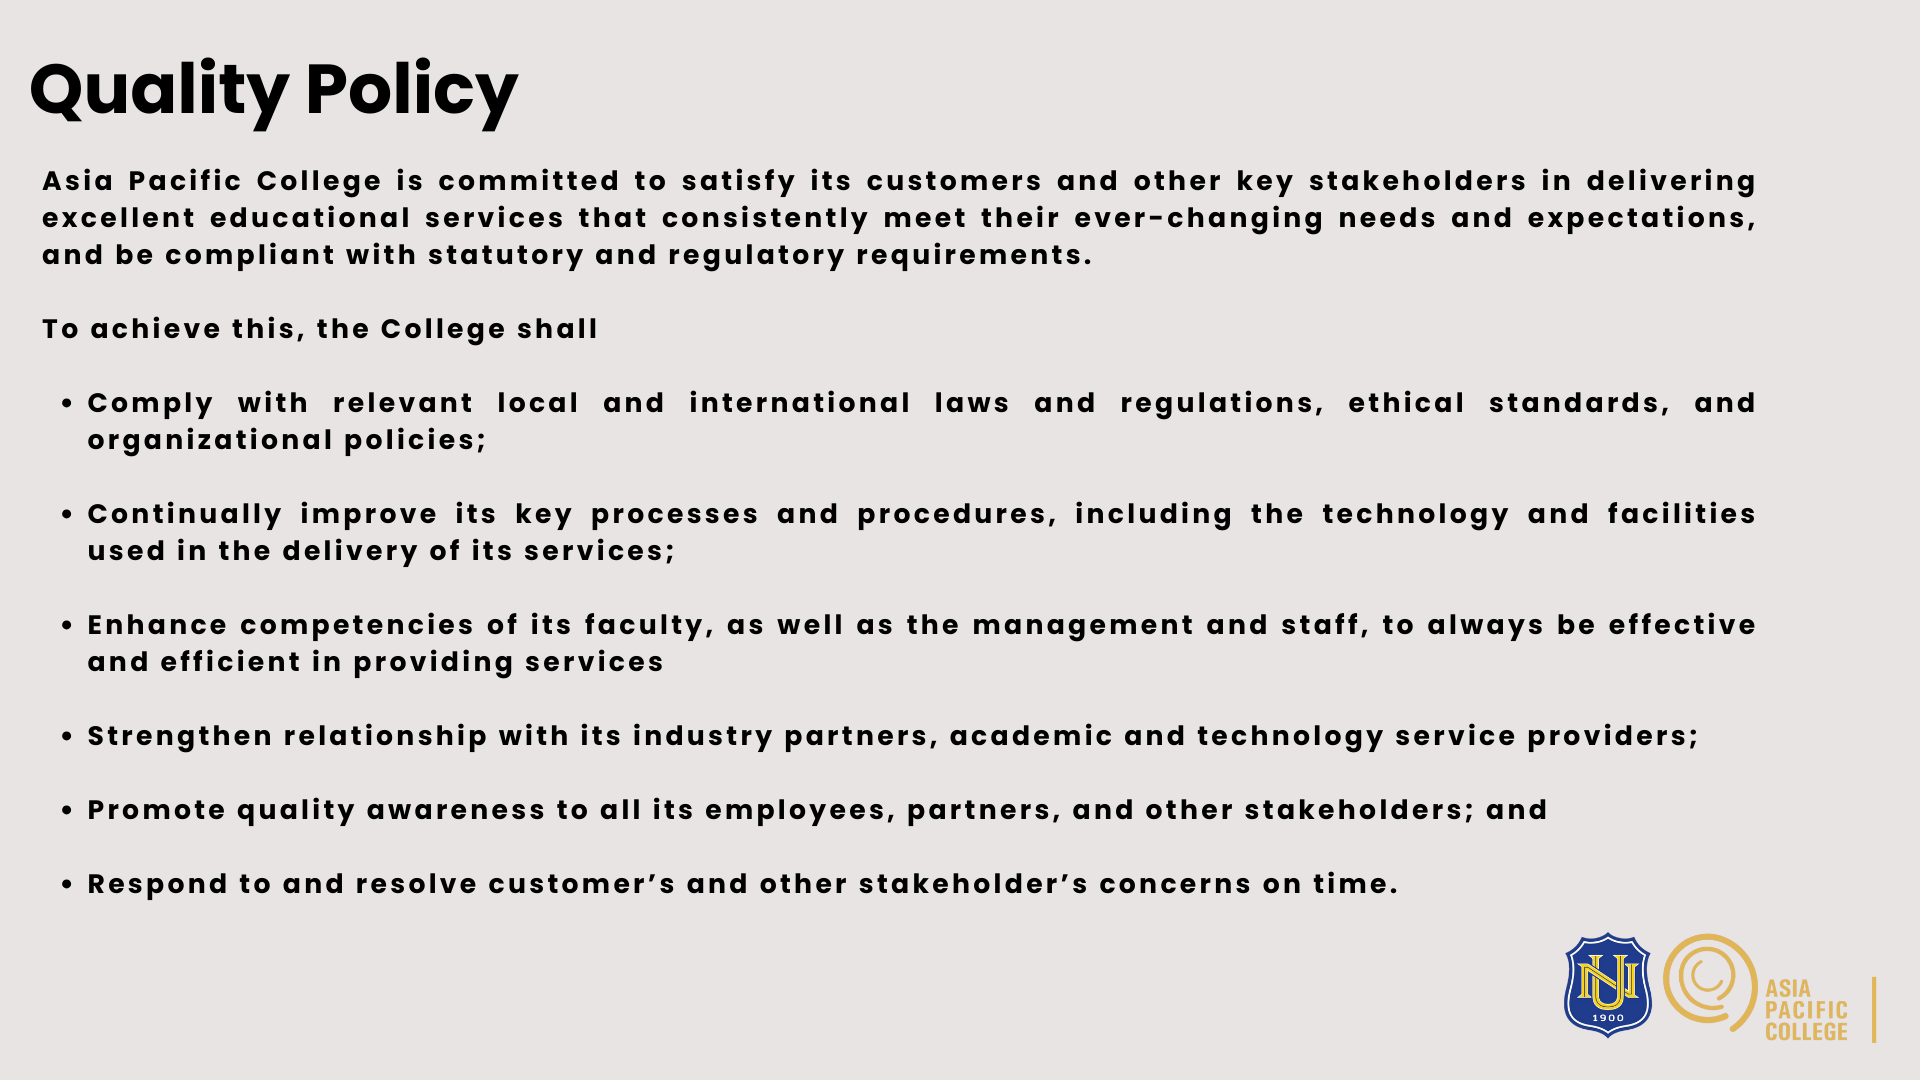 Quality Policy
Asia Pacific College is committed to satisfy its customers and other key stakeholders in delivering
excellent educational services that consistently meet their ever-changing needs and expectations,
and be compliant with statutory and regulatory requirements.
To achieve this, the College shall
• Comply with relevant local and international laws and regulations, ethical standards, and
organizational policies;
• Continually improve its key processes and procedures, including the technology and facilities
used in the delivery of its services;
• Enhance competencies of its faculty, as well as the management and staff, to always be effective
and efficient in providing services
• Strengthen relationship with its industry partners, academic and technology service providers;
• Promote quality awareness to all its employees, partners, and other stakeholders; and
• Respond to and resolve customer’s and other stakeholder’s concerns on time.
NU
1900
ASIA
PACIFIC
COLLEGE